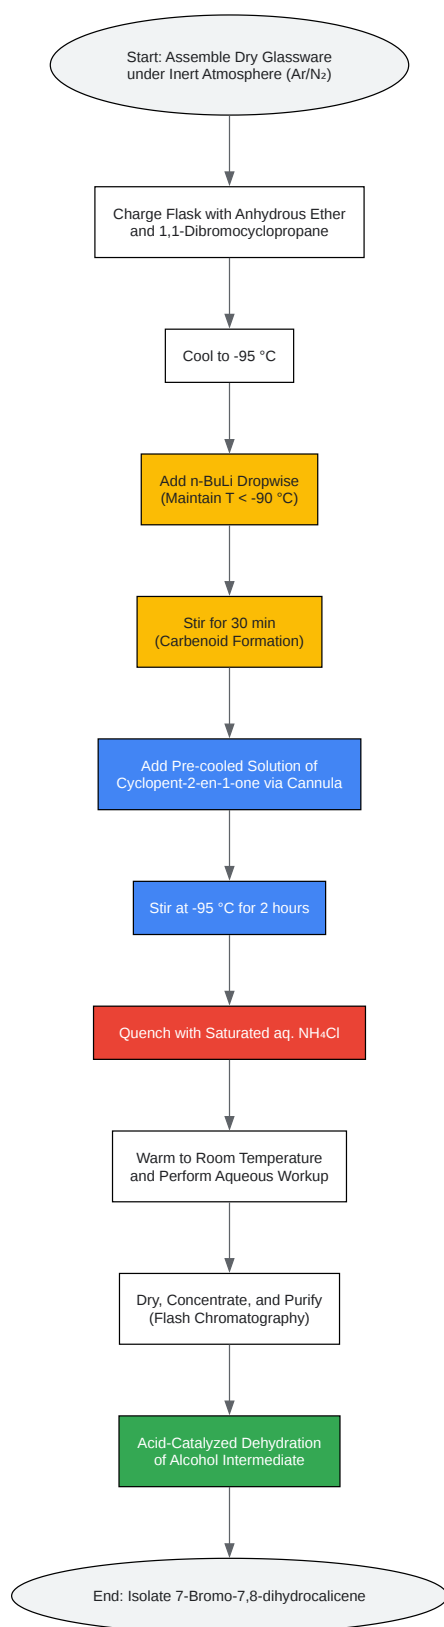 Start: Assemble Dry Glassware
under Inert Atmosphere (Ar/N₂)
Charge Flask with Anhydrous Ether
and 1,1-Dibromocyclopropane
Cool to -95 °C
Add n-BuLi Dropwise
(Maintain T < -90 °C)
Stir for 30 min
(Carbenoid Formation)
Add Pre-cooled Solution of
Cyclopent-2-en-1-one via Cannula
Stir at -95 °C for 2 hours
Quench with Saturated aq. NH₄Cl
Warm to Room Temperature
and Perform Aqueous Workup
Dry, Concentrate, and Purify
(Flash Chromatography)
Acid-Catalyzed Dehydration
of Alcohol Intermediate
End: Isolate 7-Bromo-7,8-dihydrocalicene